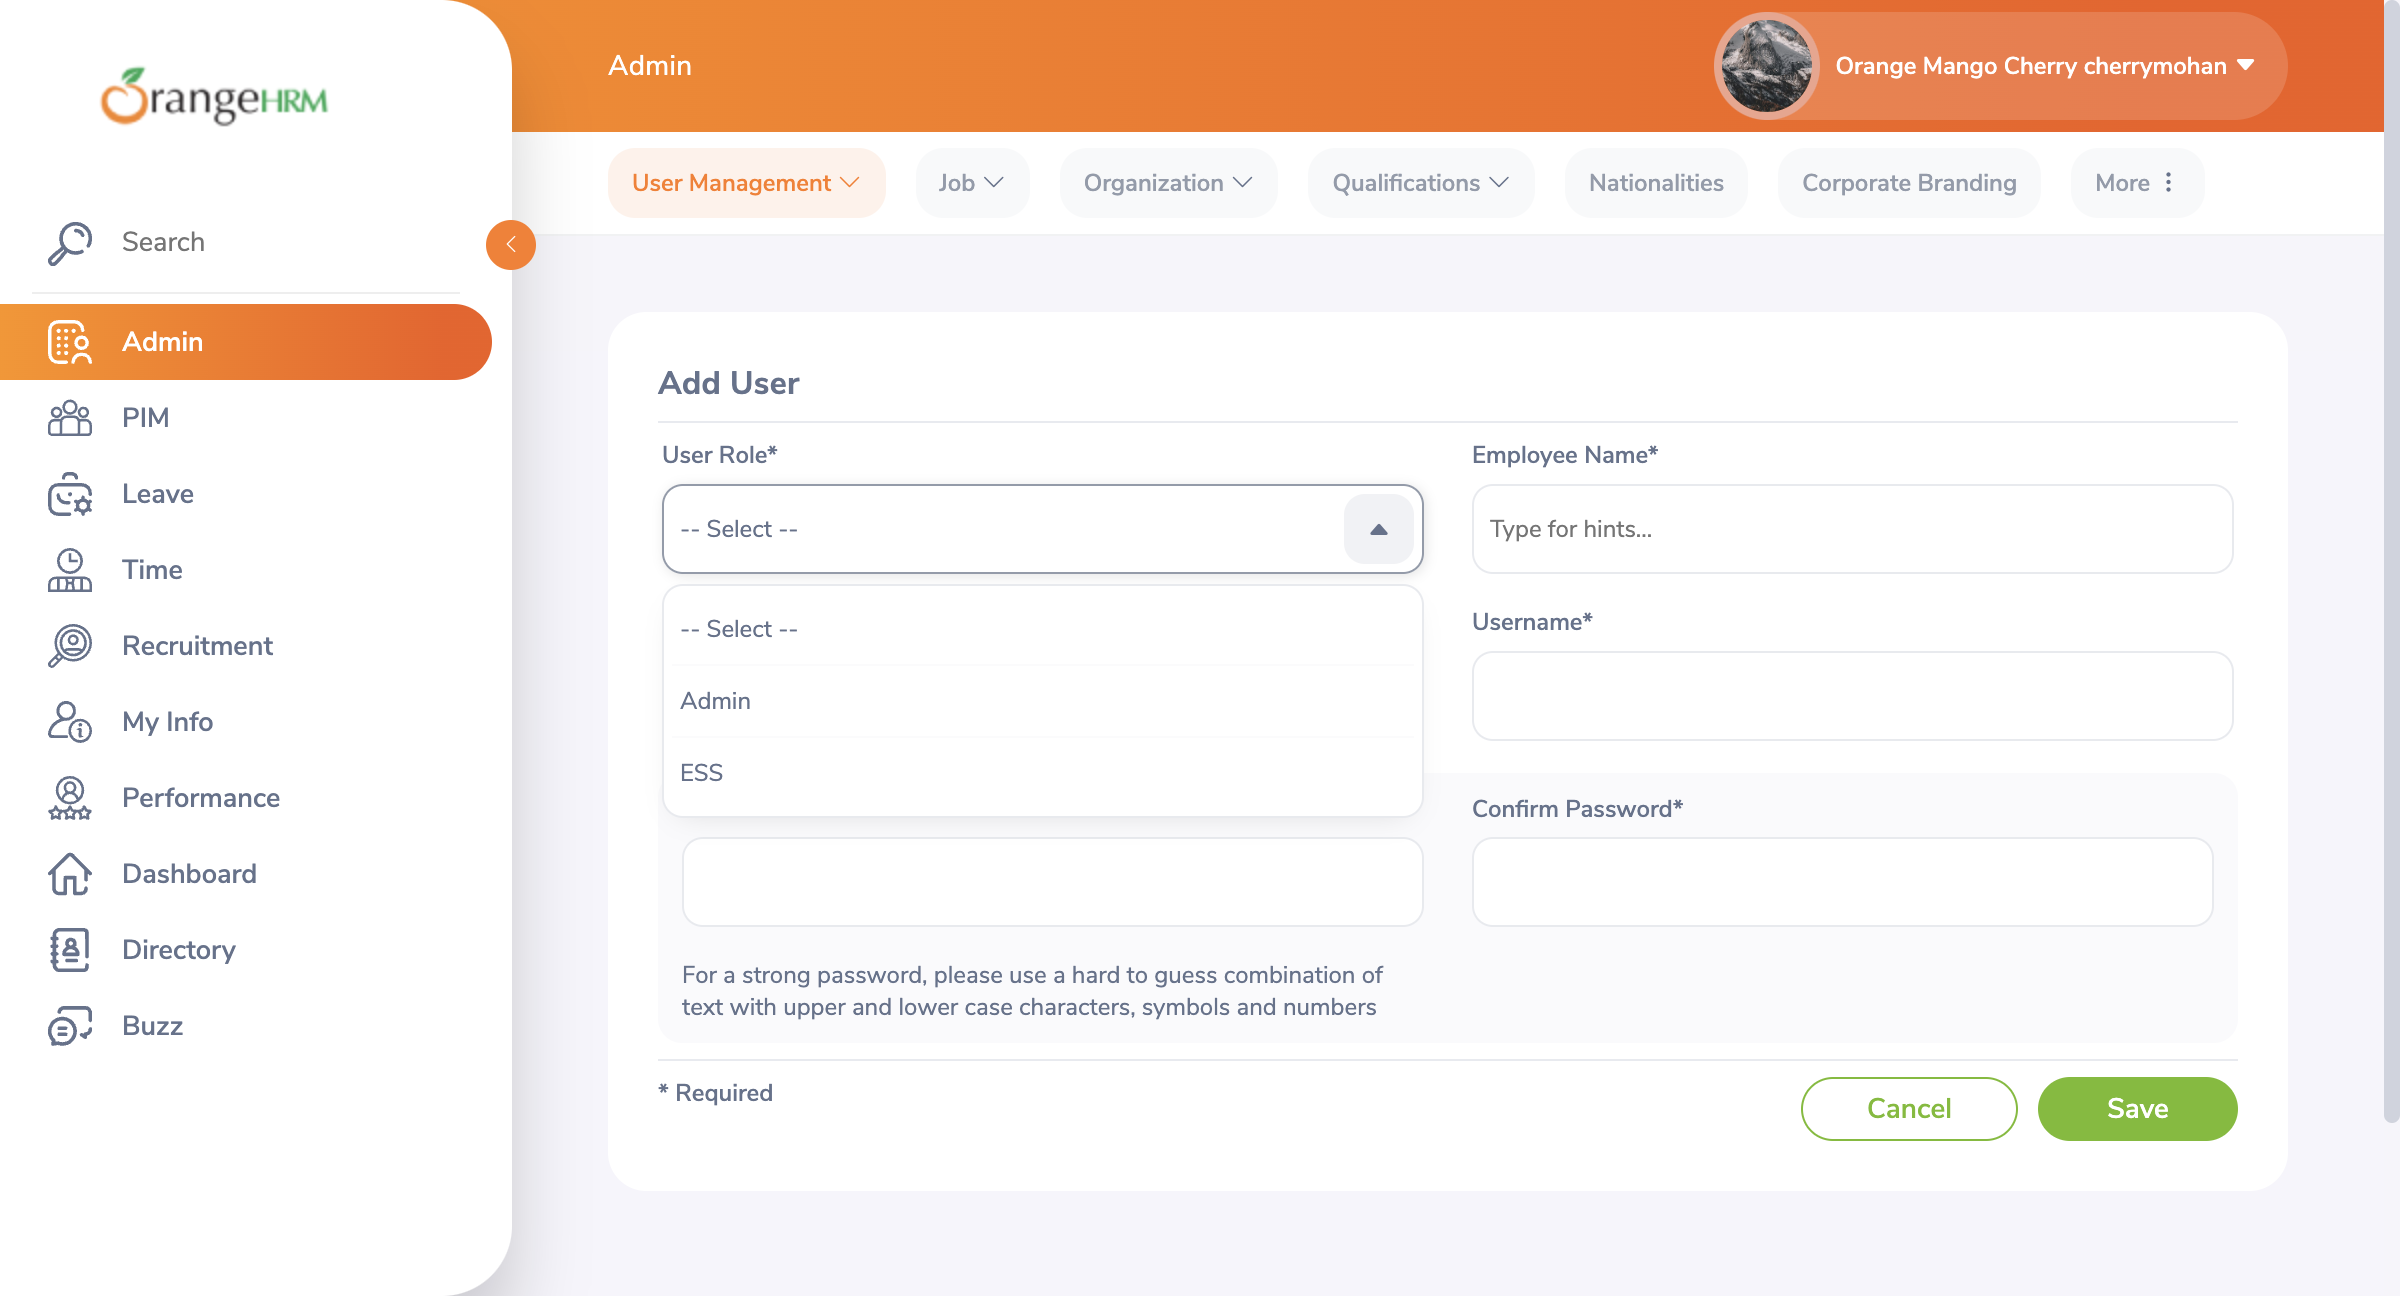 OrangeHRM
Admin
Orange Mango Cherry cherrymohan
User Management
Job
Organization
Qualifications
Nationalities
Corporate Branding
More
Search
Admin
PIM
Leave
Time
Recruitment
My Info
Performance
Dashboard
Directory
Buzz
Add User
User Role*
-- Select --
-- Select --
Admin
ESS
Employee Name*
Type for hints...
Username*
Confirm Password*
For a strong password, please use a hard to guess combination of
text with upper and lower case characters, symbols and numbers
* Required
Cancel
Save